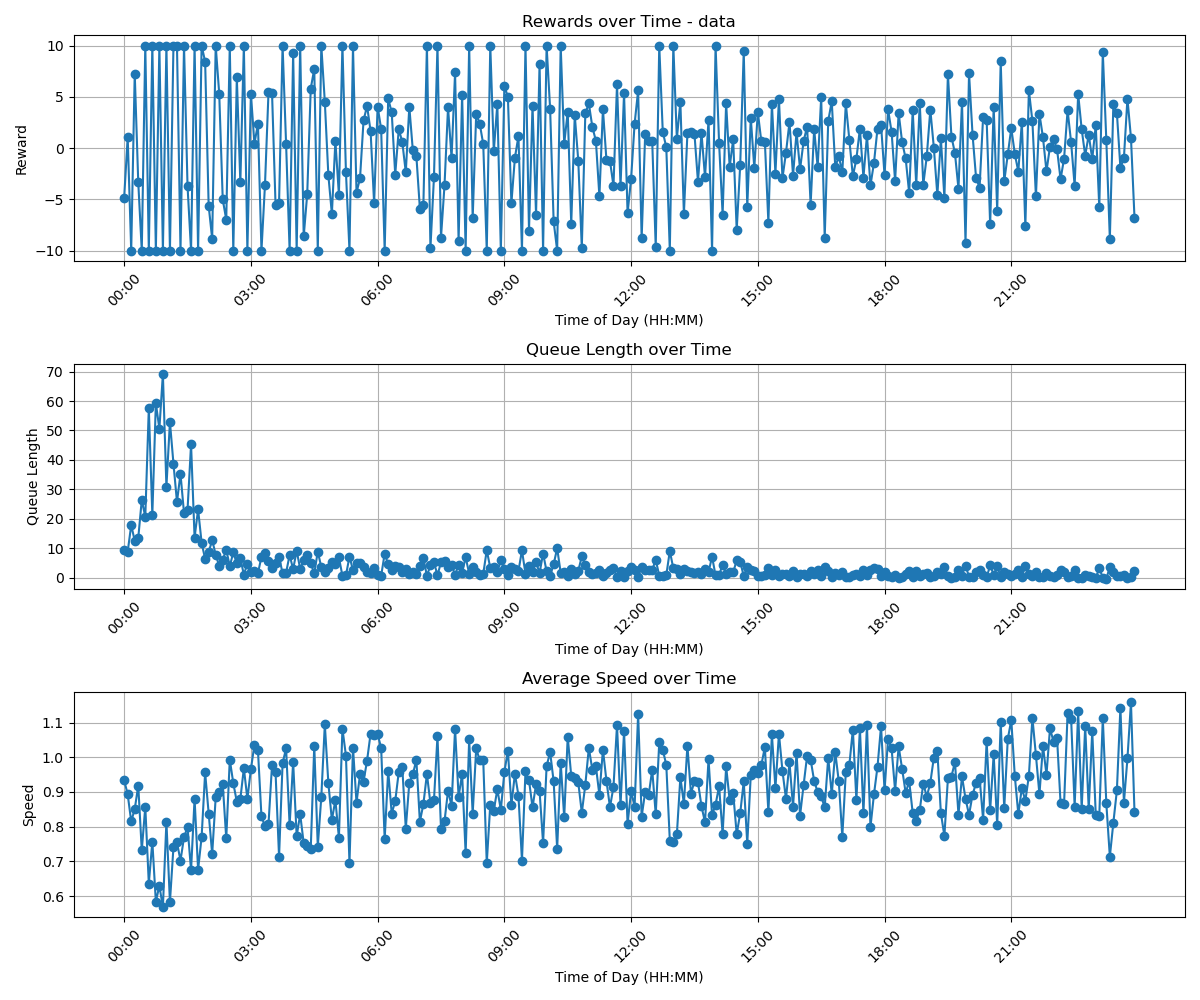 Rewards over Time - data
10
5
0
−5
−10
Reward
00:00 03:00 06:00 09:00 12:00 15:00 18:00 21:00
Time of Day (HH:MM)
Queue Length over Time
70
60
50
40
30
20
10
0
Queue Length
00:00 03:00 06:00 09:00 12:00 15:00 18:00 21:00
Time of Day (HH:MM)
Average Speed over Time
1.1
1.0
0.9
0.8
0.7
0.6
Speed
00:00 03:00 06:00 09:00 12:00 15:00 18:00 21:00
Time of Day (HH:MM)